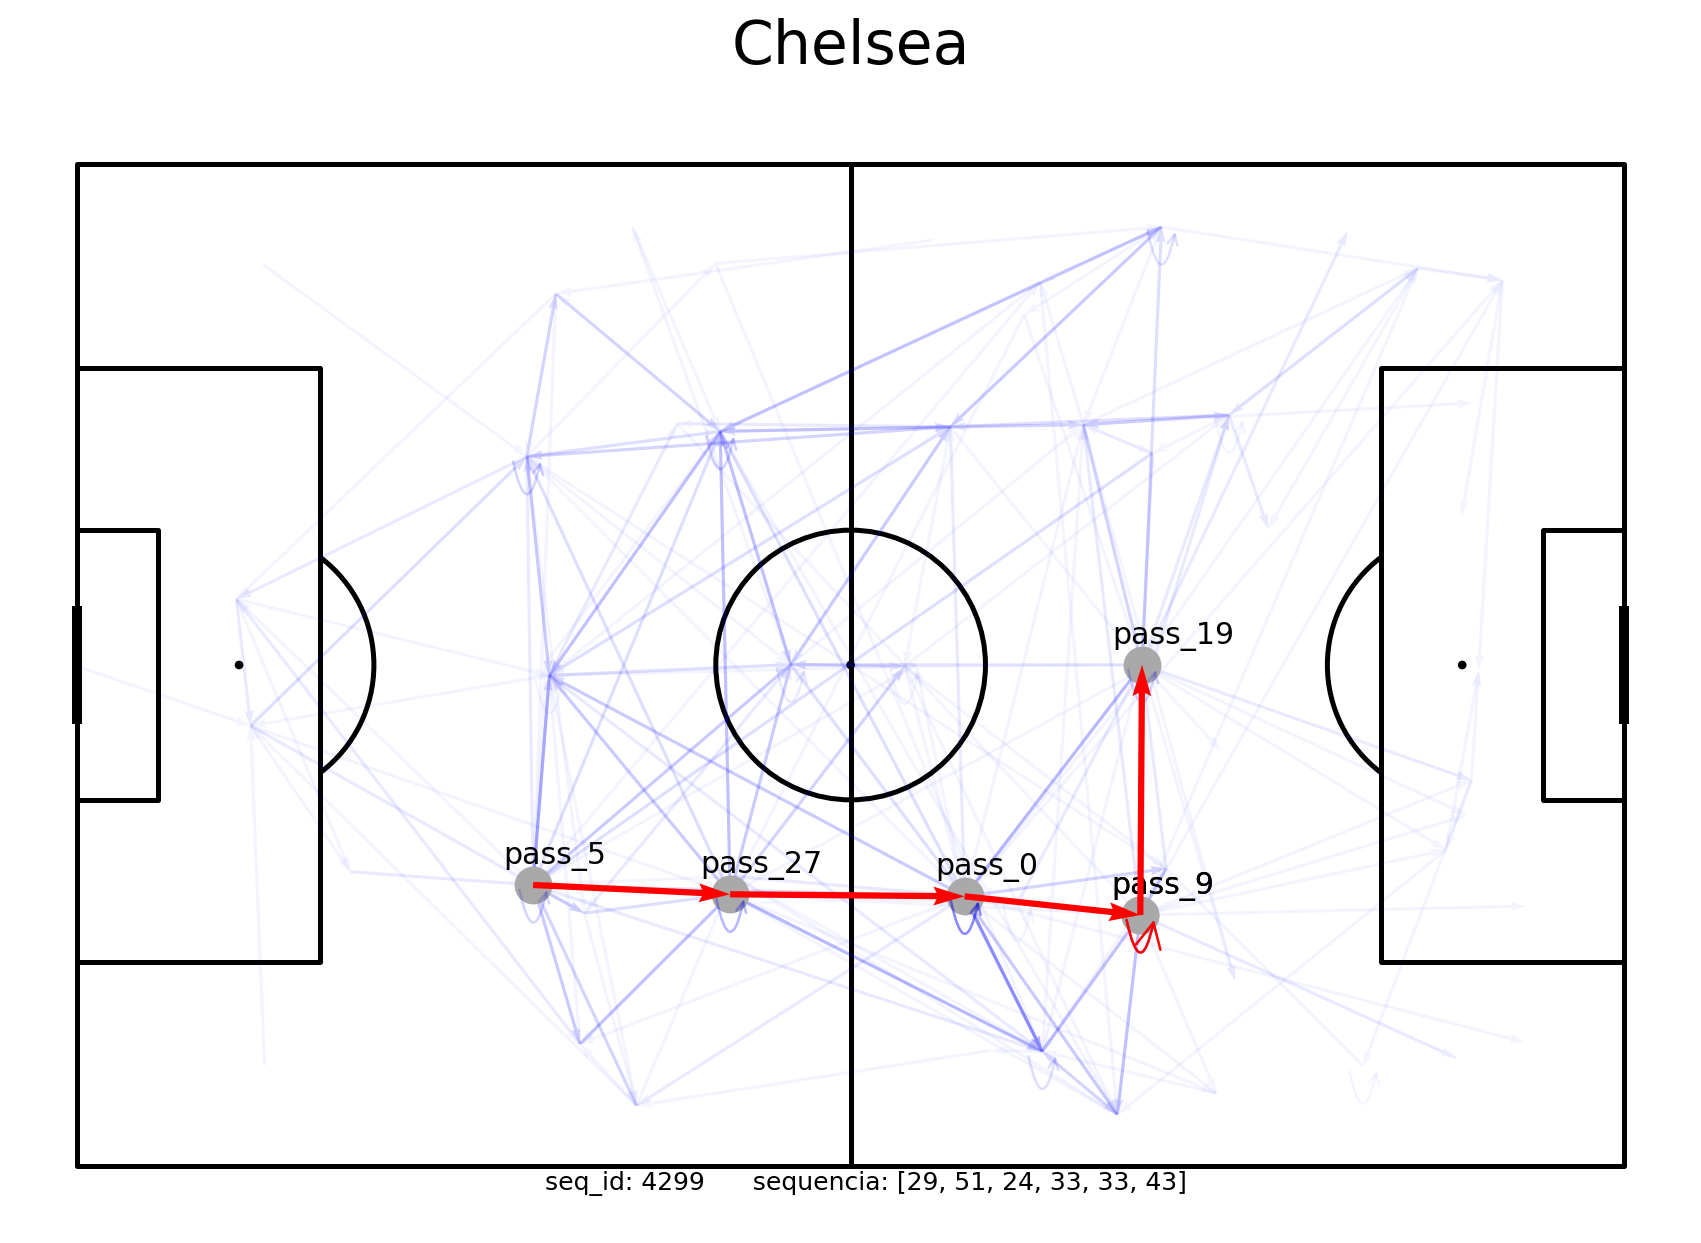 Chelsea
pass_19
pass_5
pass_27
pass_0
pass_9
seq_id: 4299 sequencia: [29, 51, 24, 33, 33, 43]